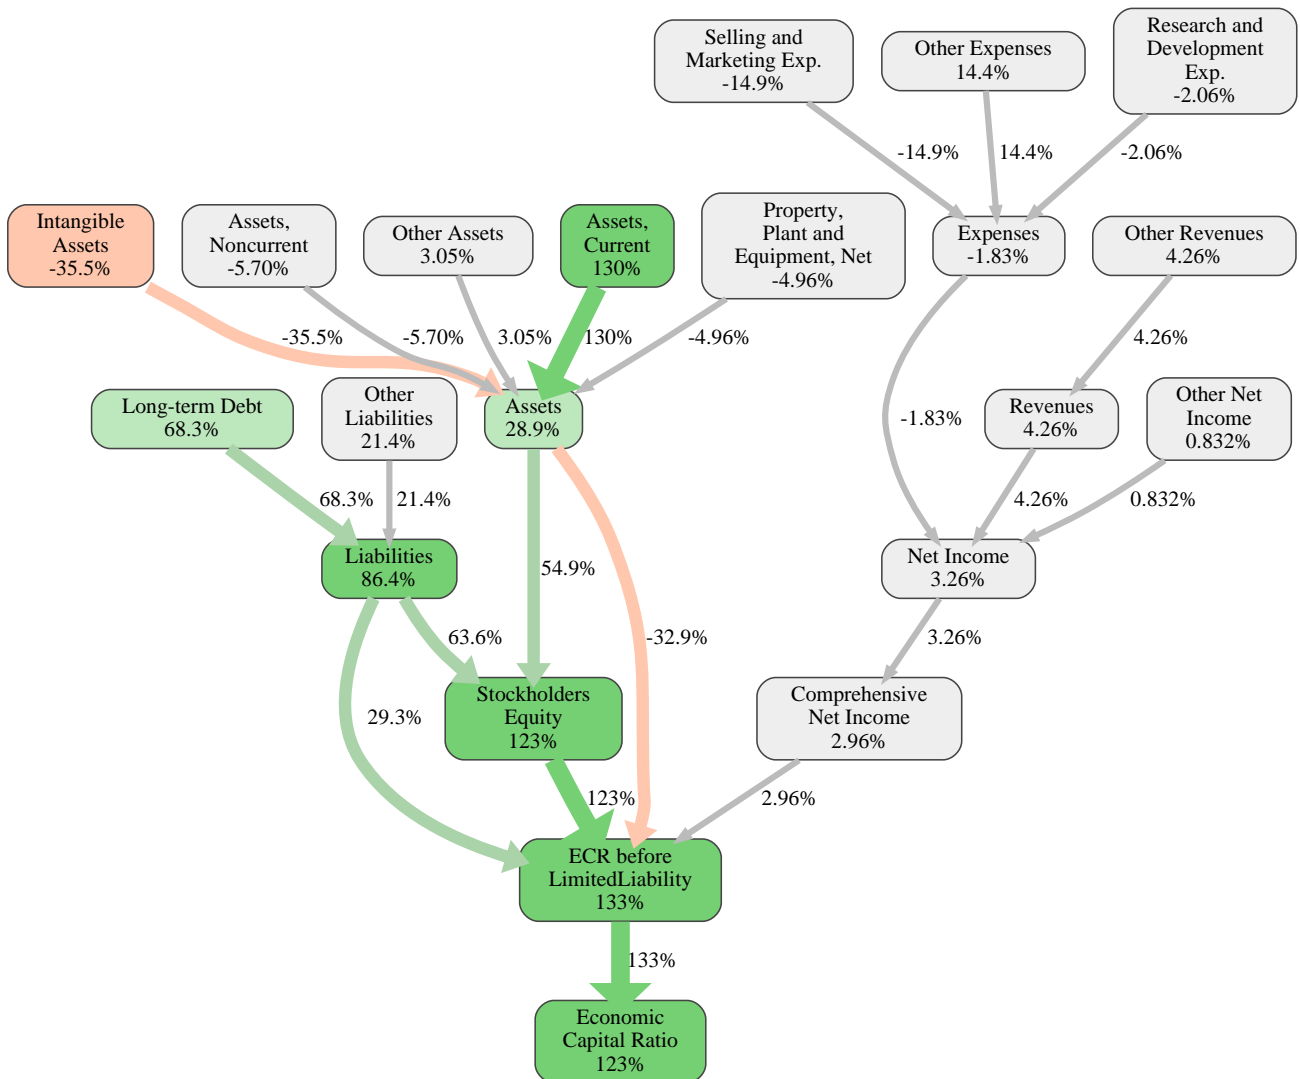 Selling and
Marketing Exp.
-14.9%
Other Expenses
14.4%
Research and
Development
Exp.
-2.06%
-14.9%
14.4%
-2.06%
Intangible
Assets
-35.5%
Assets,
Noncurrent
-5.70%
Other Assets
3.05%
Assets,
Current
130%
Property,
Plant and
Equipment, Net
-4.96%
Expenses
-1.83%
Other Revenues
4.26%
-35.5%
-5.70%
3.05%
130%
-4.96%
4.26%
Long-term Debt
68.3%
Other
Liabilities
21.4%
Assets
28.9%
-1.83%
Revenues
4.26%
Other Net
Income
0.832%
68.3%
21.4%
4.26%
0.832%
Liabilities
86.4%
54.9%
Net Income
3.26%
63.6%
-32.9%
3.26%
29.3%
Stockholders
Equity
123%
Comprehensive
Net Income
2.96%
123%
2.96%
ECR before
LimitedLiability
133%
133%
Economic
Capital Ratio
123%